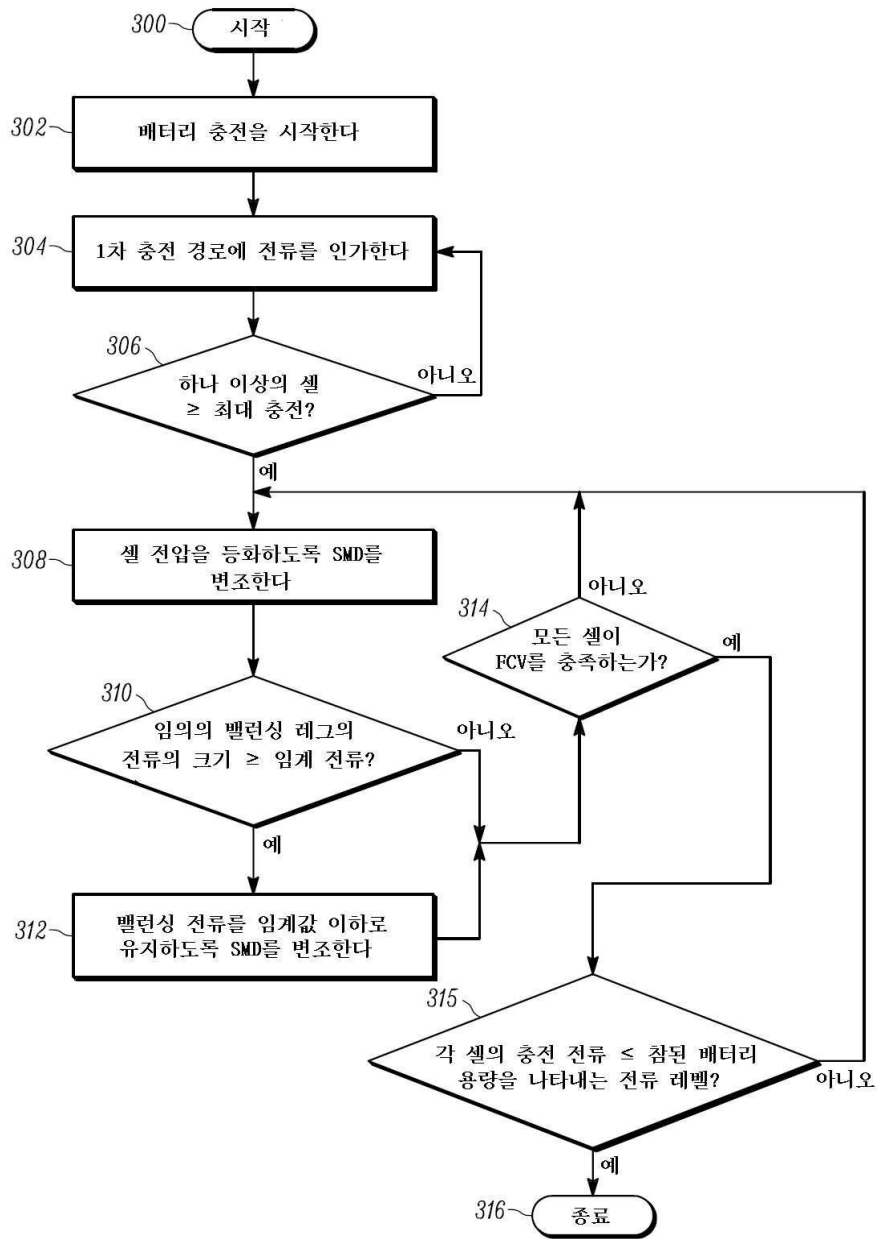 300
시작
302
배터리 충전을 시작한다
304
1차 충전 경로에 전류를 인가한다
306
하나 이상의 셀
≥ 최대 충전?
아니오
예
308
셀 전압을 등화하도록 SMD를
변조한다
310
임의의 밸런싱 레그의
전류의 크기 ≥ 임계 전류?
아니오
예
312
밸런싱 전류를 임계값 이하로
유지하도록 SMD를 변조한다
314
모든 셀이
FCV를 충족하는가?
아니오
예
315
각 셀의 충전 전류 ≤ 참된 배터리
용량을 나타내는 전류 레벨?
아니오
예
316
종료